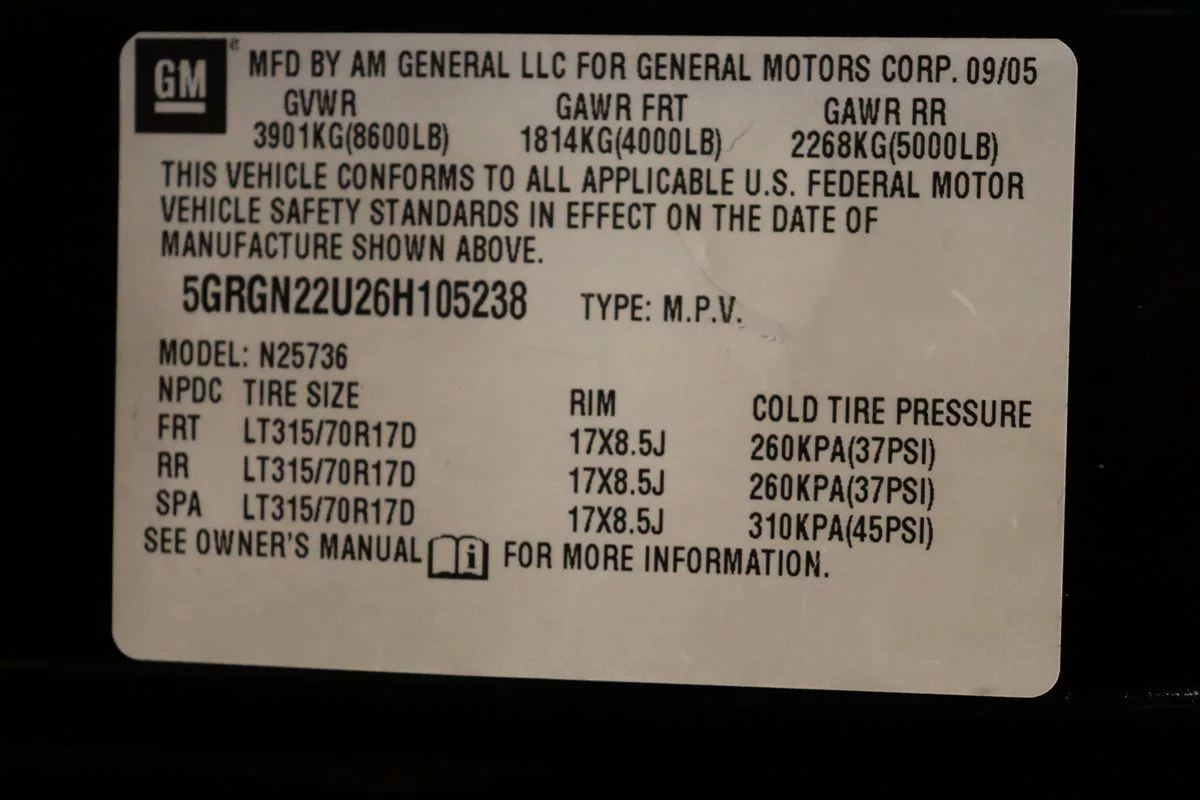 GM MFD BY AM GENERAL LLC FOR GENERAL MOTORS CORP. 09/05
GVWR GAWR FRT GAWR RR
3901KG(8600LB) 1814KG(4000LB) 2268KG(5000LB)
THIS VEHICLE CONFORMS TO ALL APPLICABLE U.S. FEDERAL MOTOR
VEHICLE SAFETY STANDARDS IN EFFECT ON THE DATE OF
MANUFACTURE SHOWN ABOVE.
5GRGN22U26H105238 TYPE: M.P.V.
MODEL: N25736
NPDC TIRE SIZE RIM COLD TIRE PRESSURE
FRT LT315/70R17D 17X8.5J 260KPA(37PSI)
RR LT315/70R17D 17X8.5J 260KPA(37PSI)
SPA LT315/70R17D 17X8.5J 310KPA(45PSI)
SEE OWNER'S MANUAL i FOR MORE INFORMATION.